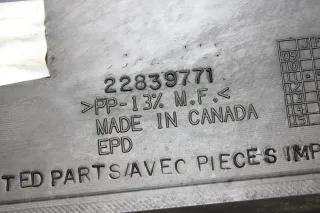 22839771
>PP-13% M.F.<
MADE IN CANADA
EPD
TED PARTS/AVEC PIECES IMP